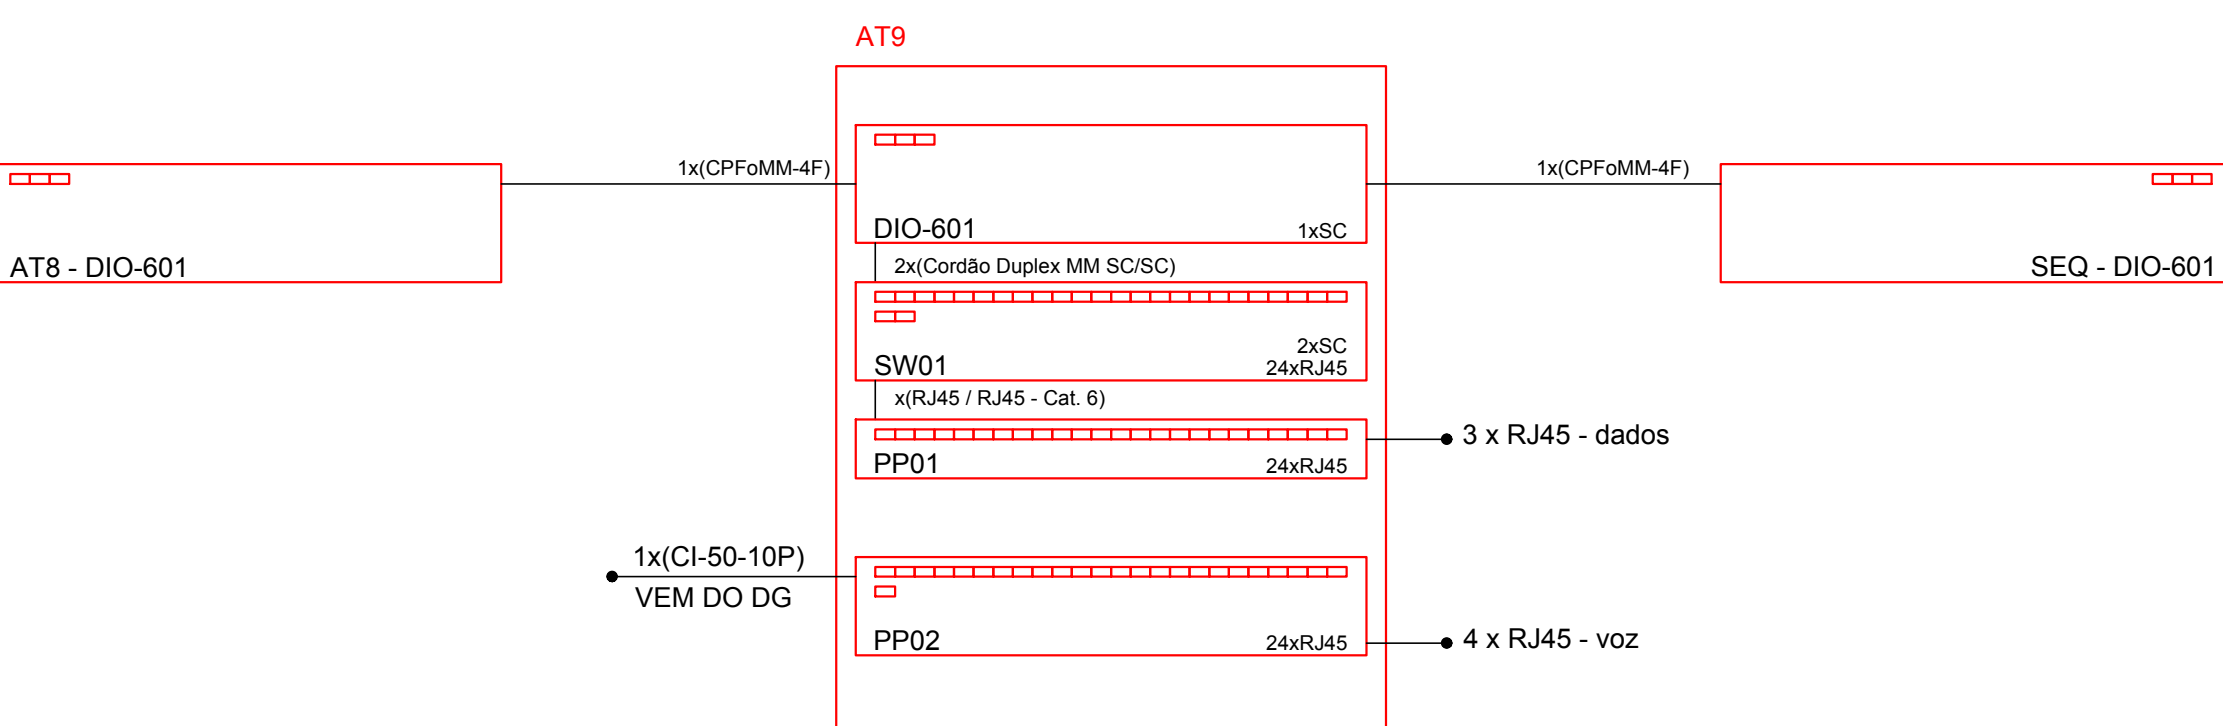 AT9
1x(CPFoMM-4F)
1x(CPFoMM-4F)
DIO-601
1xSC
AT8 - DIO-601
2x(Cordão Duplex MM SC/SC)
SEQ - DIO-601
2xSC
SW01
24xRJ45
x(RJ45 / RJ45 - Cat. 6)
3 x RJ45 - dados
PP01
24xRJ45
1x(CI-50-10P)
VEM DO DG
PP02
24xRJ45
4 x RJ45 - voz